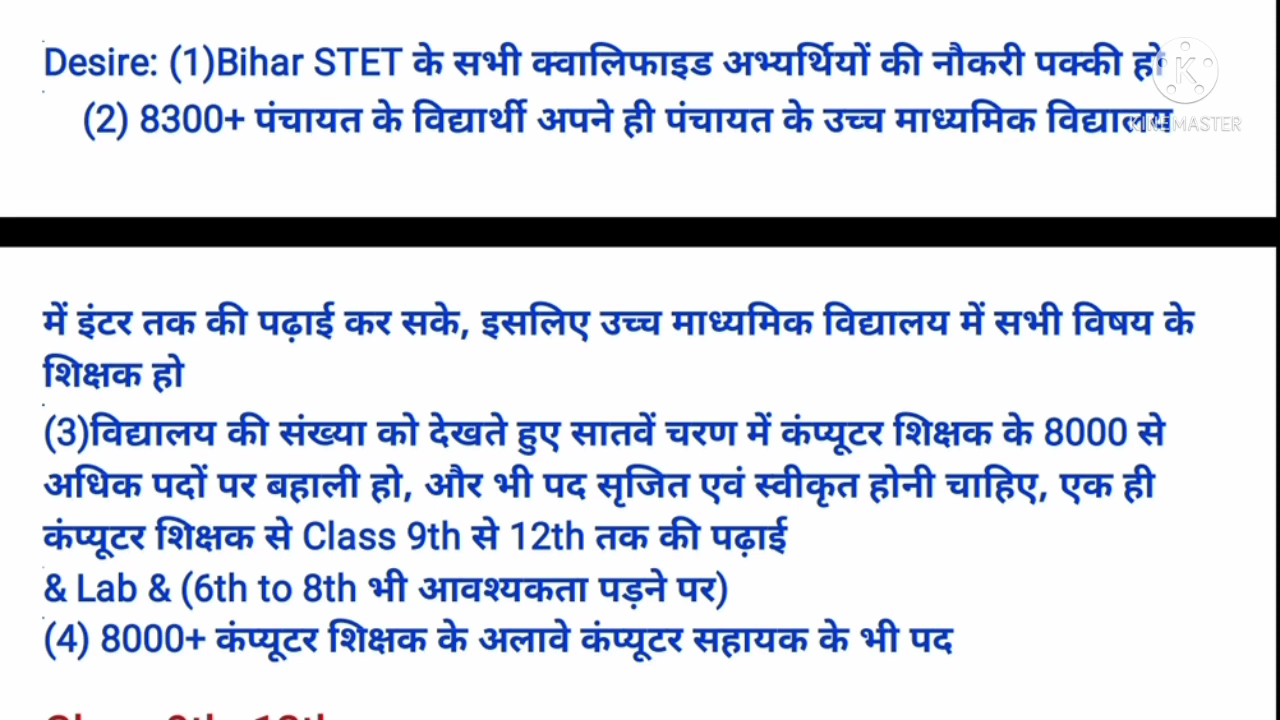 Desire: (1)Bihar STET के सभी क्वालिफाइड अभ्यर्थियों की नौकरी पक्की हो
(2) 8300+ पंचायत के विद्यार्थी अपने ही पंचायत के उच्च माध्यमिक विद्यालय
KINEMASTER
में इंटर तक की पढ़ाई कर सके, इसलिए उच्च माध्यमिक विद्यालय में सभी विषय के
शिक्षक हो
(3)विद्यालय की संख्या को देखते हुए सातवें चरण में कंप्यूटर शिक्षक के 8000 से
अधिक पदों पर बहाली हो, और भी पद सृजित एवं स्वीकृत होनी चाहिए, एक ही
कंप्यूटर शिक्षक से Class 9th से 12th तक की पढ़ाई
& Lab & (6th to 8th भी आवश्यकता पड़ने पर)
(4) 8000+ कंप्यूटर शिक्षक के अलावे कंप्यूटर सहायक के भी पद